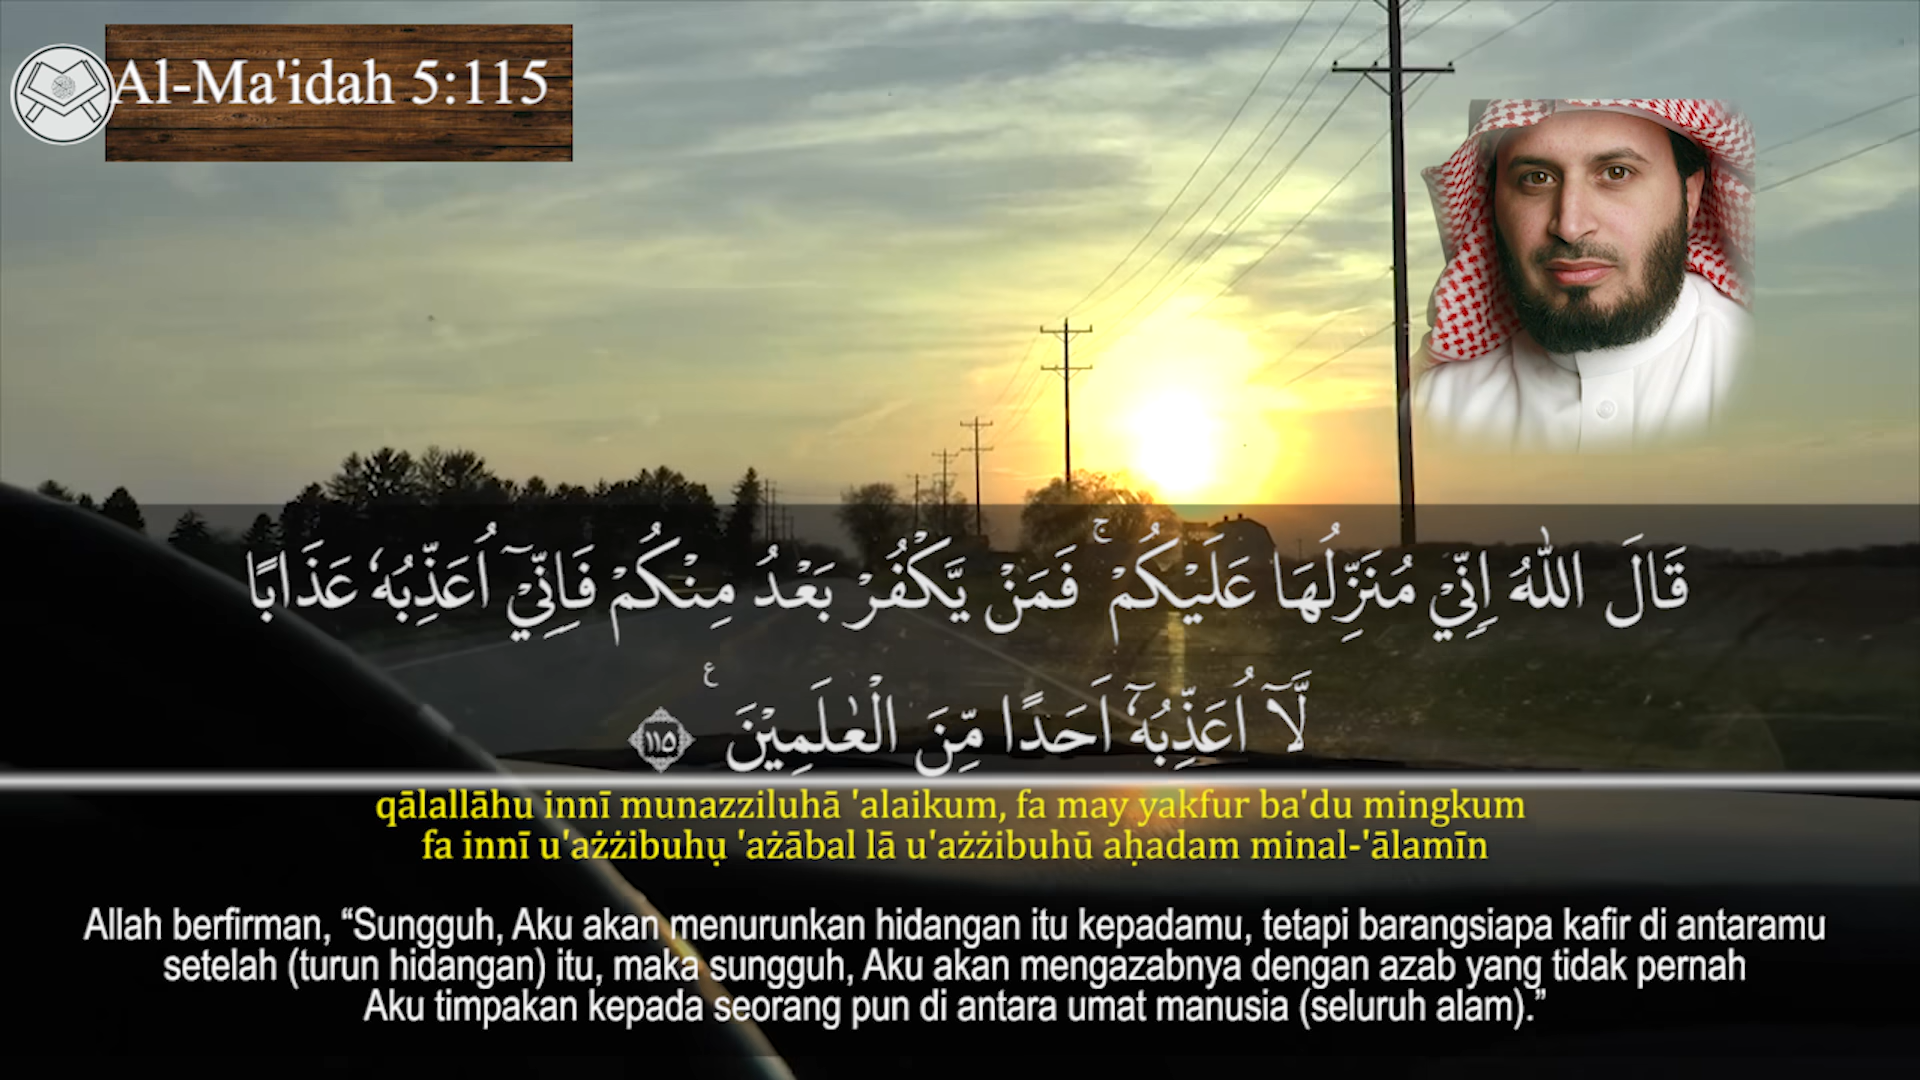 Al-Ma'idah 5:115
قَالَ اللّٰهُ اِنِّيْ مُنَزِّلُهَا عَلَيْكُمْ ۚ فَمَنْ يَّكْفُرْ بَعْدُ مِنْكُمْ فَاِنِّيْٓ اُعَذِّبُهٗ عَذَابًا
لَّآ اُعَذِّبُهٗٓ اَحَدًا مِّنَ الْعٰلَمِيْنَ ࣖ ١١٥
qālallāhu innī munazziluhā 'alaikum, fa may yakfur ba'du mingkum
fa innī u'ażżibuhụ 'ażābal lā u'ażżibuhū aḥadam minal-'ālamīn
Allah berfirman, “Sungguh, Aku akan menurunkan hidangan itu kepadamu, tetapi barangsiapa kafir di antaramu
setelah (turun hidangan) itu, maka sungguh, Aku akan mengazabnya dengan azab yang tidak pernah
Aku timpakan kepada seorang pun di antara umat manusia (seluruh alam).”